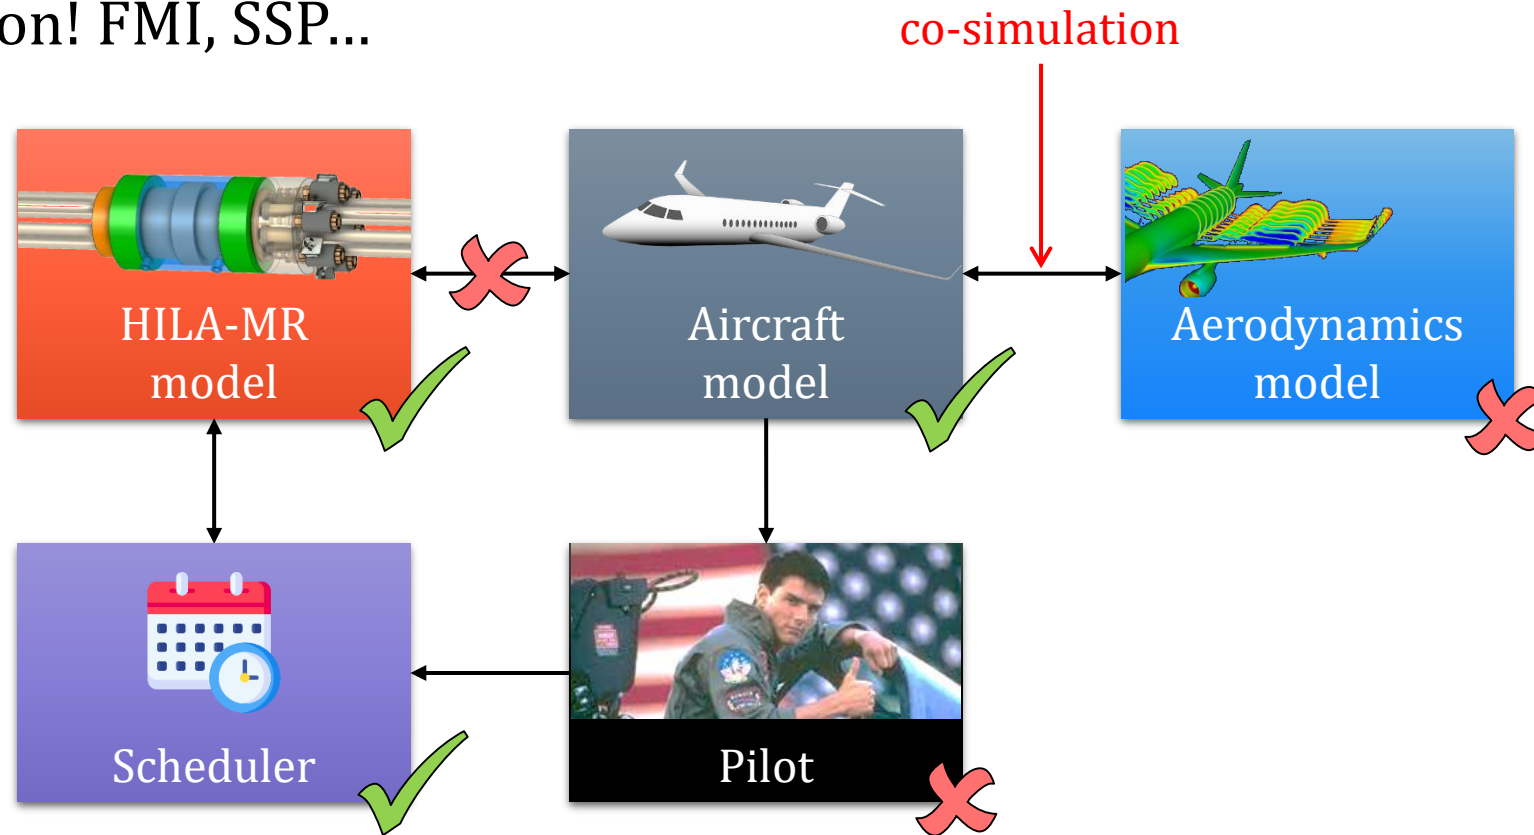 on! FMI, SSP...
co-simulation
HILA-MR
model
Aircraft
model
Aerodynamics
model
Scheduler
Pilot